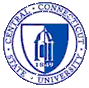 CENTRAL CONNECTICUT
STATE UNIVERSITY
1849